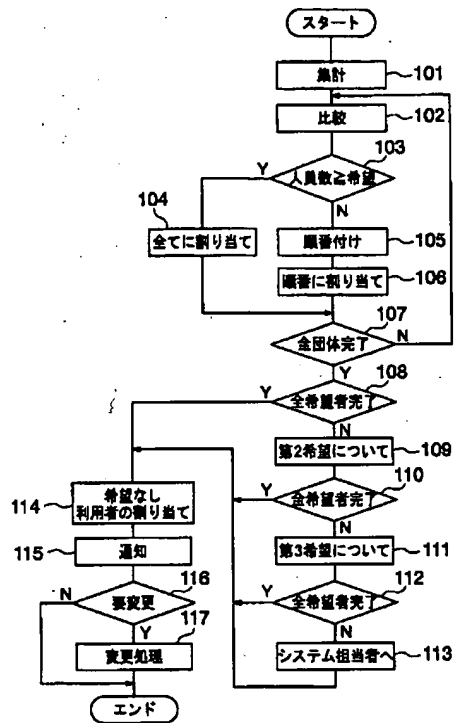 スタート
集計
101
比較
102
103
Y
人員数≧希望
104
N
全てに割り当て
順番付け
105
順番に割り当て
106
107
全団体完了
N
Y
108
Y
全希望者完了
N
第2希望について
109
110
Y
全希望者完了
114
希望なし
利用者の割り当て
N
第3希望について
111
115
通知
112
116
Y
全希望者完了
N
要変更
N
117
Y
システム担当者へ
113
変更処理
エンド